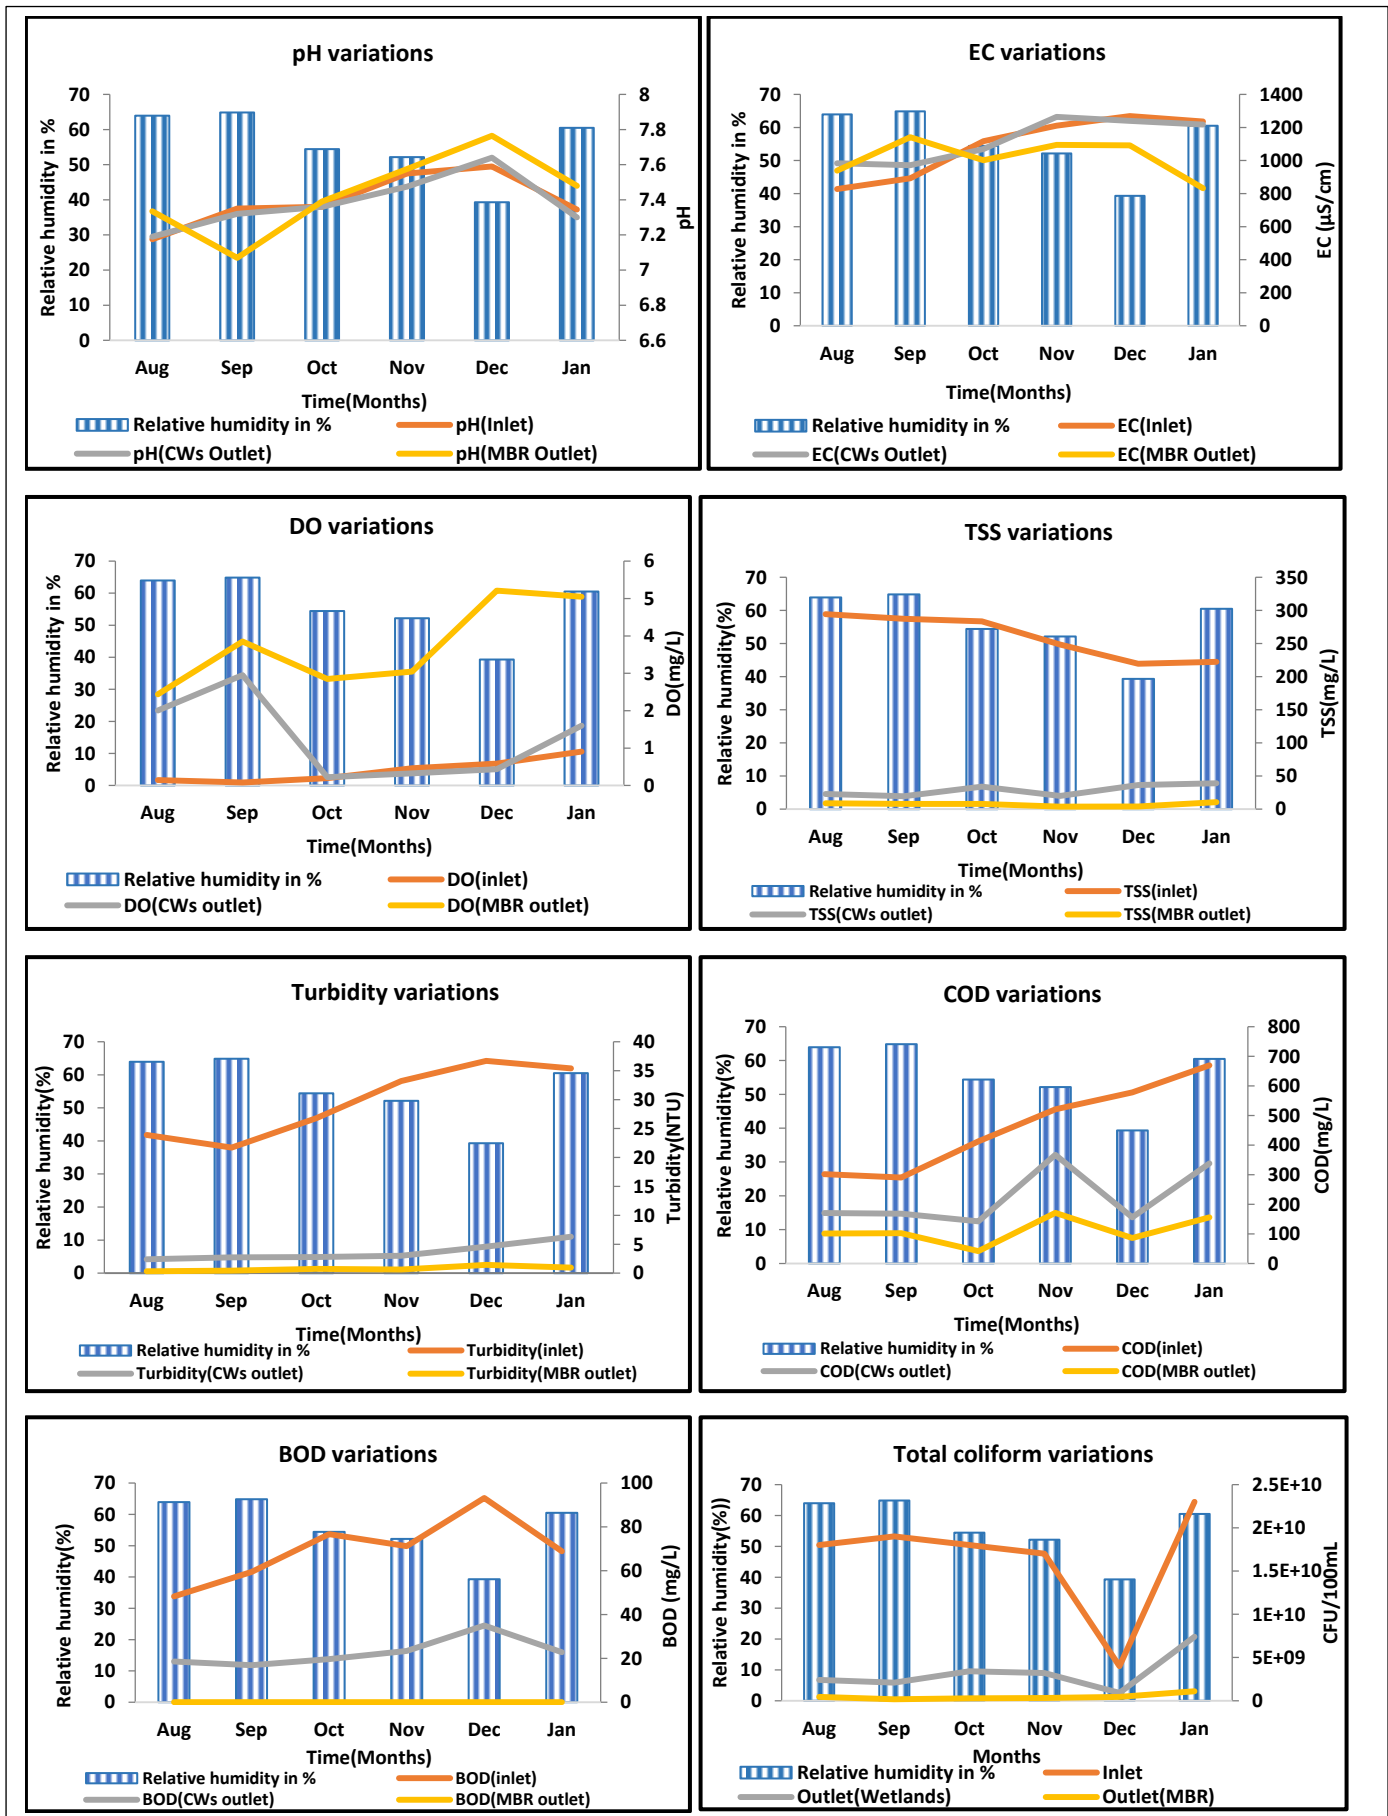 pH variations
Relative humidity in %
70
60
50
40
30
20
10
0
8
7.8
7.6
7.4
7.2
7
6.8
6.6
pH
Aug Sep Oct Nov Dec Jan
Time(Months)
Relative humidity in % pH(Inlet)
pH(CWs Outlet) pH(MBR Outlet)
EC variations
Relative humidity in %
70
60
50
40
30
20
10
0
1400
1200
1000
800
600
400
200
0
EC (µS/cm)
Aug Sep Oct Nov Dec Jan
Time(Months)
Relative humidity in % EC(Inlet)
EC(CWs Outlet) EC(MBR Outlet)
DO variations
Relative humidity in %
70
60
50
40
30
20
10
0
6
5
4
3
2
1
0
DO(mg/L)
Aug Sep Oct Nov Dec Jan
Time(Months)
Relative humidity in % DO(inlet)
DO(CWs outlet) DO(MBR outlet)
TSS variations
Relative humidity(%)
70
60
50
40
30
20
10
0
350
300
250
200
150
100
50
0
TSS(mg/L)
Aug Sep Oct Nov Dec Jan
Time(Months)
Relative humidity in % TSS(inlet)
TSS(CWs outlet) TSS(MBR outlet)
Turbidity variations
Relative humidity(%)
70
60
50
40
30
20
10
0
40
35
30
25
20
15
10
5
0
Turbidity(NTU)
Aug Sep Oct Nov Dec Jan
Time(Months)
Relative humidity in % Turbidity(inlet)
Turbidity(CWs outlet) Turbidity(MBR outlet)
COD variations
Relative humidity(%)
70
60
50
40
30
20
10
0
800
700
600
500
400
300
200
100
0
COD(mg/L)
Aug Sep Oct Nov Dec Jan
Time(Months)
Relative humidity in % COD(inlet)
COD(CWs outlet) COD(MBR outlet)
BOD variations
Relative humidity(%)
70
60
50
40
30
20
10
0
100
80
60
40
20
0
BOD (mg/L)
Aug Sep Oct Nov Dec Jan
Time(Months)
Relative humidity in % BOD(inlet)
BOD(CWs outlet) BOD(MBR outlet)
Total coliform variations
Relative humidity(%))
70
60
50
40
30
20
10
0
2.5E+10
2E+10
1.5E+10
1E+10
5E+09
0
CFU/100mL
Aug Sep Oct Nov Dec Jan
Months
Relative humidity in % Inlet
Outlet(Wetlands) Outlet(MBR)